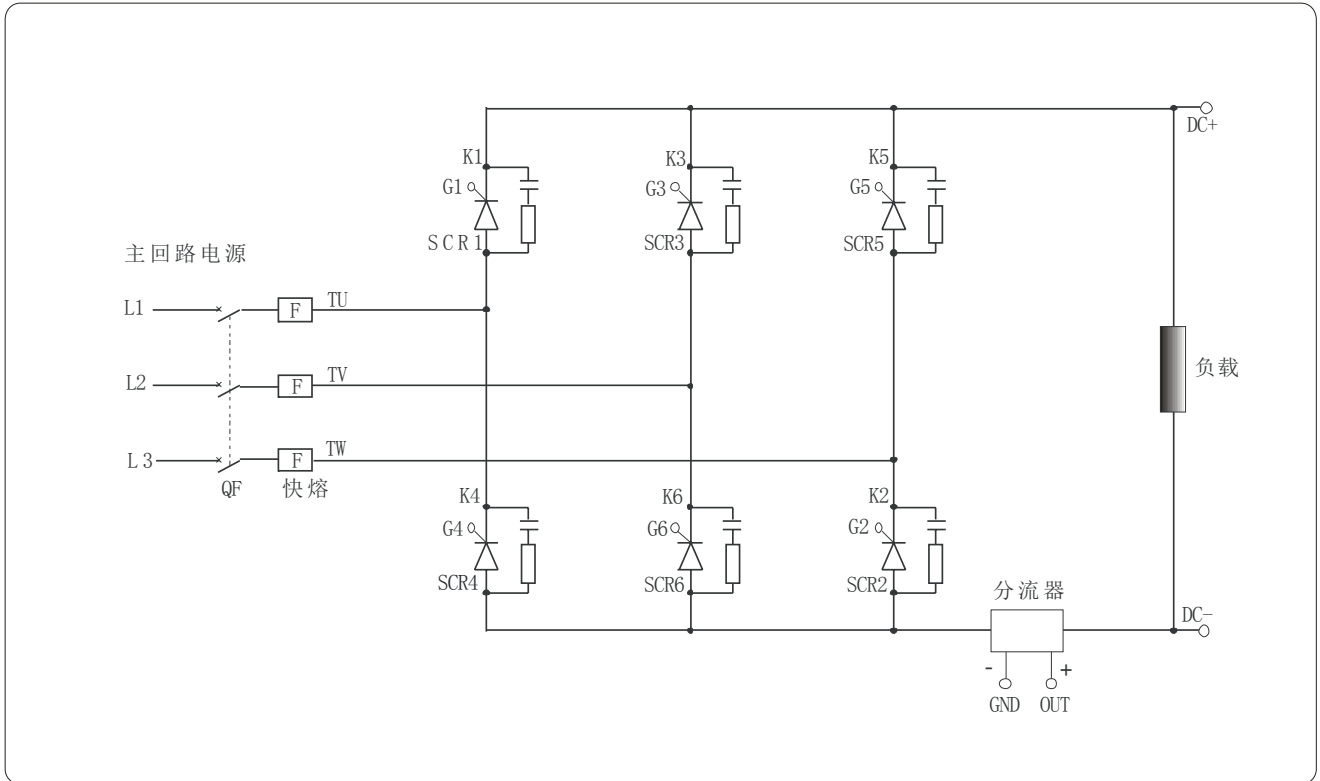 DC+
K1
K3
K5
G1
G3
G5
SCR1
SCR3
SCR5
主回路电源
L1
F
TU
L2
F
TV
负载
L3
F
TW
QF
快熔
K4
K6
K2
G4
G6
G2
SCR4
SCR6
SCR2
分流器
DC-
-
+
GND
OUT